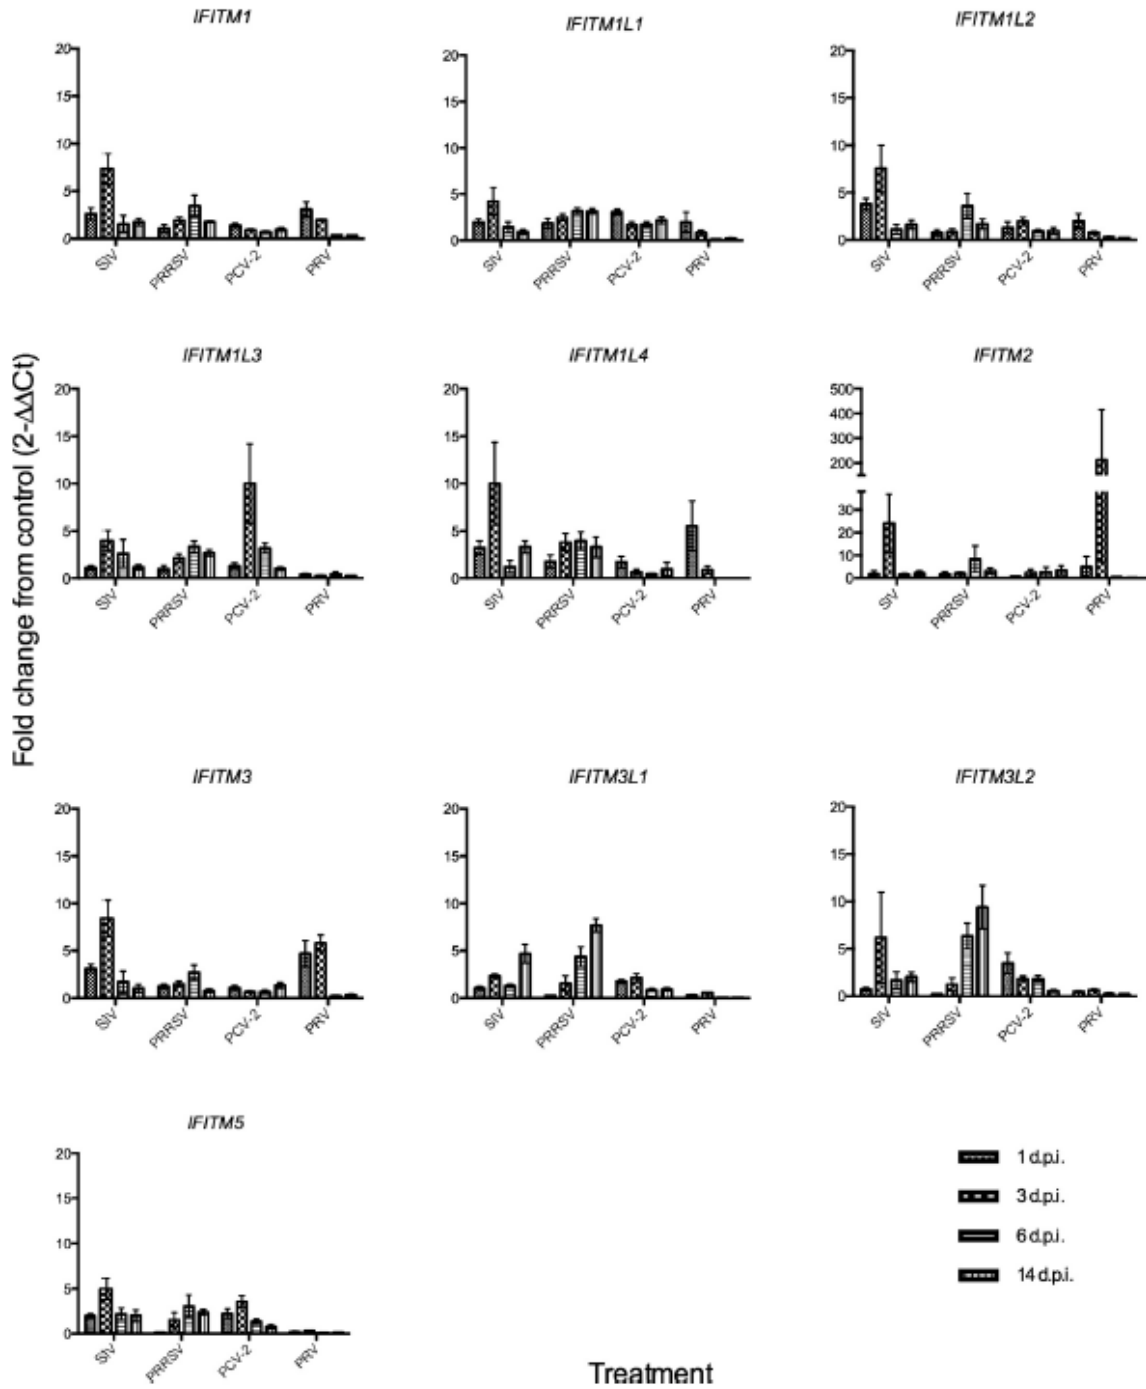 IFITM1
IFITM1L1
IFITM1L2
20
15
10
5
0
SIV
PRRSV
PCV-2
PRV
20
15
10
5
0
SIV
PRRSV
PCV-2
PRV
20
15
10
5
0
SIV
PRRSV
PCV-2
PRV
Fold change from control (2-ΔΔCt)
IFITM1L3
IFITM1L4
IFITM2
20
15
10
5
0
SIV
PRRSV
PCV-2
PRV
20
15
10
5
0
SIV
PRRSV
PCV-2
PRV
500
400
300
200
30
20
10
0
SIV
PRRSV
PCV-2
PRV
IFITM3
IFITM3L1
IFITM3L2
20
15
10
5
0
SIV
PRRSV
PCV-2
PRV
20
15
10
5
0
SIV
PRRSV
PCV-2
PRV
20
15
10
5
0
SIV
PRRSV
PCV-2
PRV
IFITM5
20
15
10
5
0
SIV
PRRSV
PCV-2
PRV
1 d.p.i.
3 d.p.i.
6 d.p.i.
14 d.p.i.
Treatment